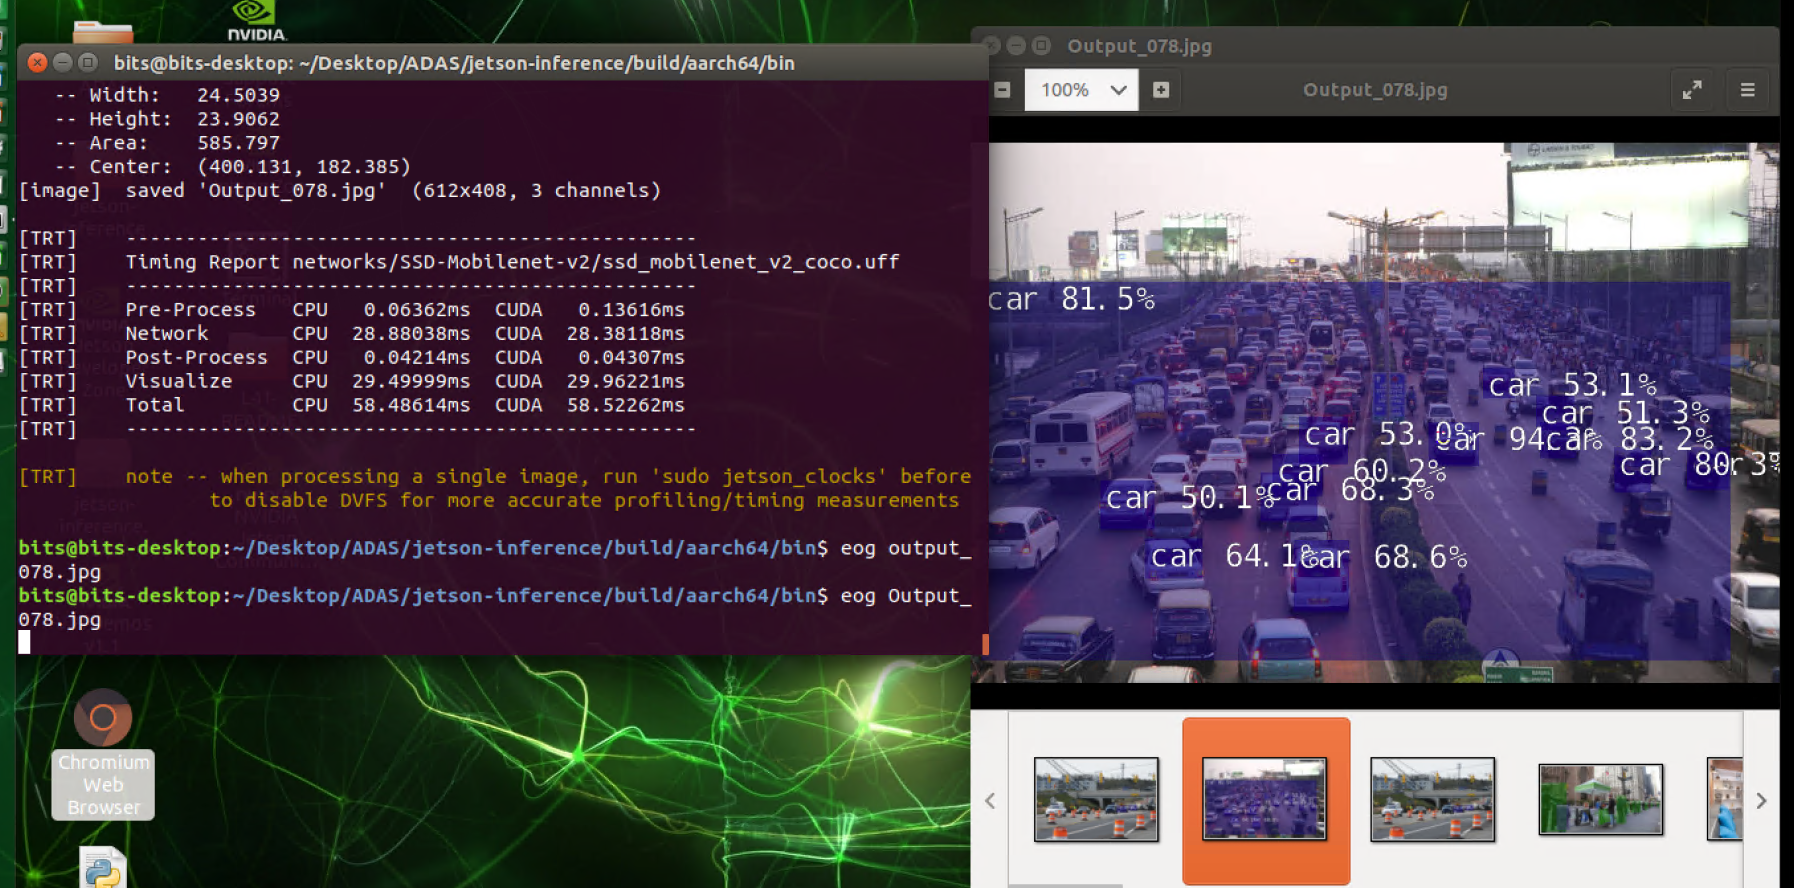 NVIDIA.
bits@bits-desktop: ~/Desktop/ADAS/jetson-inference/build/aarch64/bin
-- Width: 24.5039
-- Height: 23.9062
-- Area: 585.797
-- Center: (400.131, 182.385)
[image] saved 'Output_078.jpg' (612x408, 3 channels)
[TRT] ------------------------------------------------
[TRT] Timing Report networks/SSD-Mobilenet-v2/ssd_mobilenet_v2_coco.uff
[TRT] ------------------------------------------------
[TRT] Pre-Process CPU 0.06362ms CUDA 0.13616ms
[TRT] Network CPU 28.88038ms CUDA 28.38118ms
[TRT] Post-Process CPU 0.04214ms CUDA 0.04307ms
[TRT] Visualize CPU 29.49999ms CUDA 29.96221ms
[TRT] Total CPU 58.48614ms CUDA 58.52262ms
[TRT] ------------------------------------------------
[TRT] note -- when processing a single image, run 'sudo jetson_clocks' before
to disable DVFS for more accurate profiling/timing measurements
bits@bits-desktop:~/Desktop/ADAS/jetson-inference/build/aarch64/bin$ eog output_
078.jpg
bits@bits-desktop:~/Desktop/ADAS/jetson-inference/build/aarch64/bin$ eog Output_
078.jpg
Chromium
Web
Browser
Output_078.jpg
100%
Output_078.jpg
car 81.5%
car 53.1%
car 51.3%
car 53.0%
car 94
car 83.2%
car 80
r 3%
car 60.2%
car 68.3%
car 50.1%
car 64.1%
car 68.6%